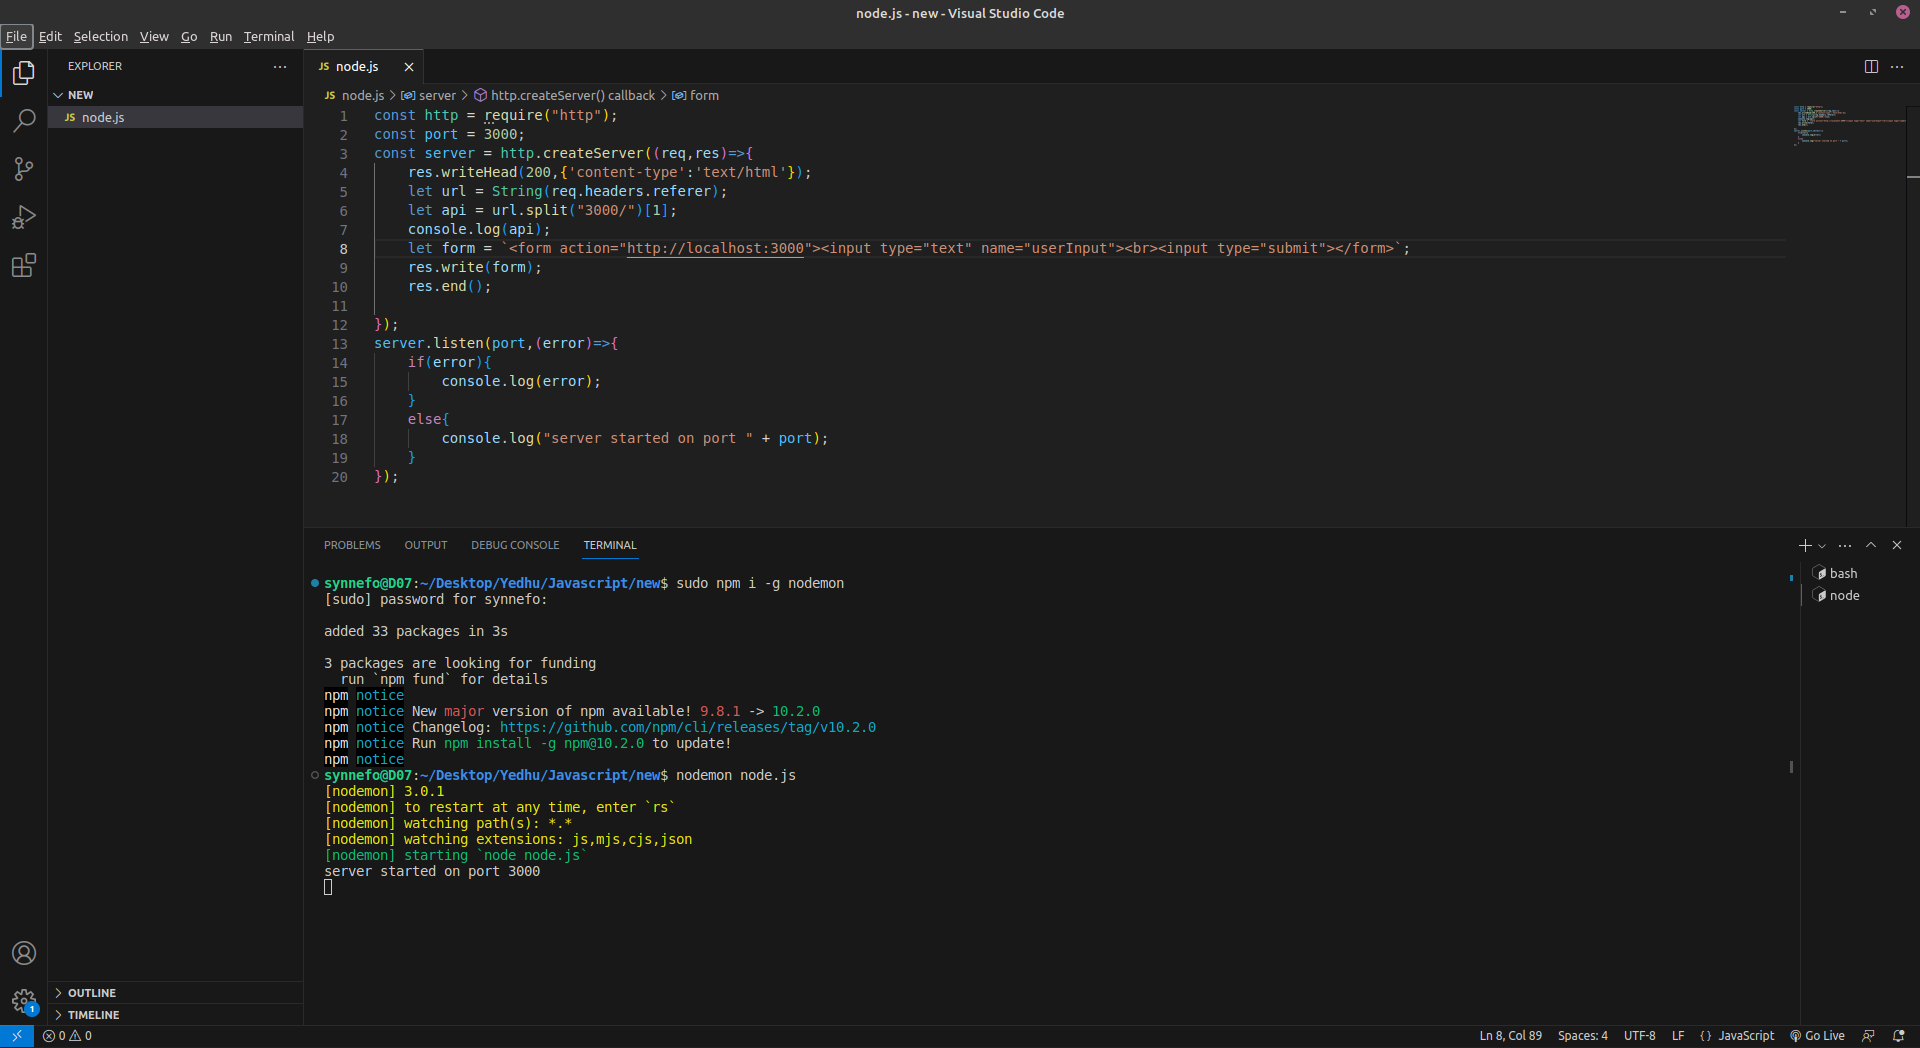 node.js - new - Visual Studio Code
File Edit Selection View Go Run Terminal Help
EXPLORER
NEW
JS node.js
JS node.js
JS node.js > server > http.createServer() callback > form
1 const http = require("http");
2 const port = 3000;
3 const server = http.createServer((req,res)=>{
4 res.writeHead(200,{'content-type':'text/html'});
5 let url = String(req.headers.referer);
6 let api = url.split("3000/")[1];
7 console.log(api);
8 let form = `<form action="http://localhost:3000"><input type="text" name="userInput"><br><input type="submit"></form>`;
9 res.write(form);
10 res.end();
11
12 });
13 server.listen(port,(error)=>{
14 if(error){
15 console.log(error);
16 }
17 else{
18 console.log("server started on port " + port);
19 }
20 });
PROBLEMS OUTPUT DEBUG CONSOLE TERMINAL
synnefo@D07:~/Desktop/Yedhu/Javascript/new$ sudo npm i -g nodemon
[sudo] password for synnefo:
added 33 packages in 3s
3 packages are looking for funding
run `npm fund` for details
npm notice
npm notice New major version of npm available! 9.8.1 -> 10.2.0
npm notice Changelog: https://github.com/npm/cli/releases/tag/v10.2.0
npm notice Run npm install -g npm@10.2.0 to update!
npm notice
synnefo@D07:~/Desktop/Yedhu/Javascript/new$ nodemon node.js
[nodemon] 3.0.1
[nodemon] to restart at any time, enter `rs`
[nodemon] watching path(s): *.*
[nodemon] watching extensions: js,mjs,cjs,json
[nodemon] starting `node node.js`
server started on port 3000
bash
node
OUTLINE
TIMELINE
1
0 0
Ln 8, Col 89 Spaces: 4 UTF-8 LF {} JavaScript Go Live